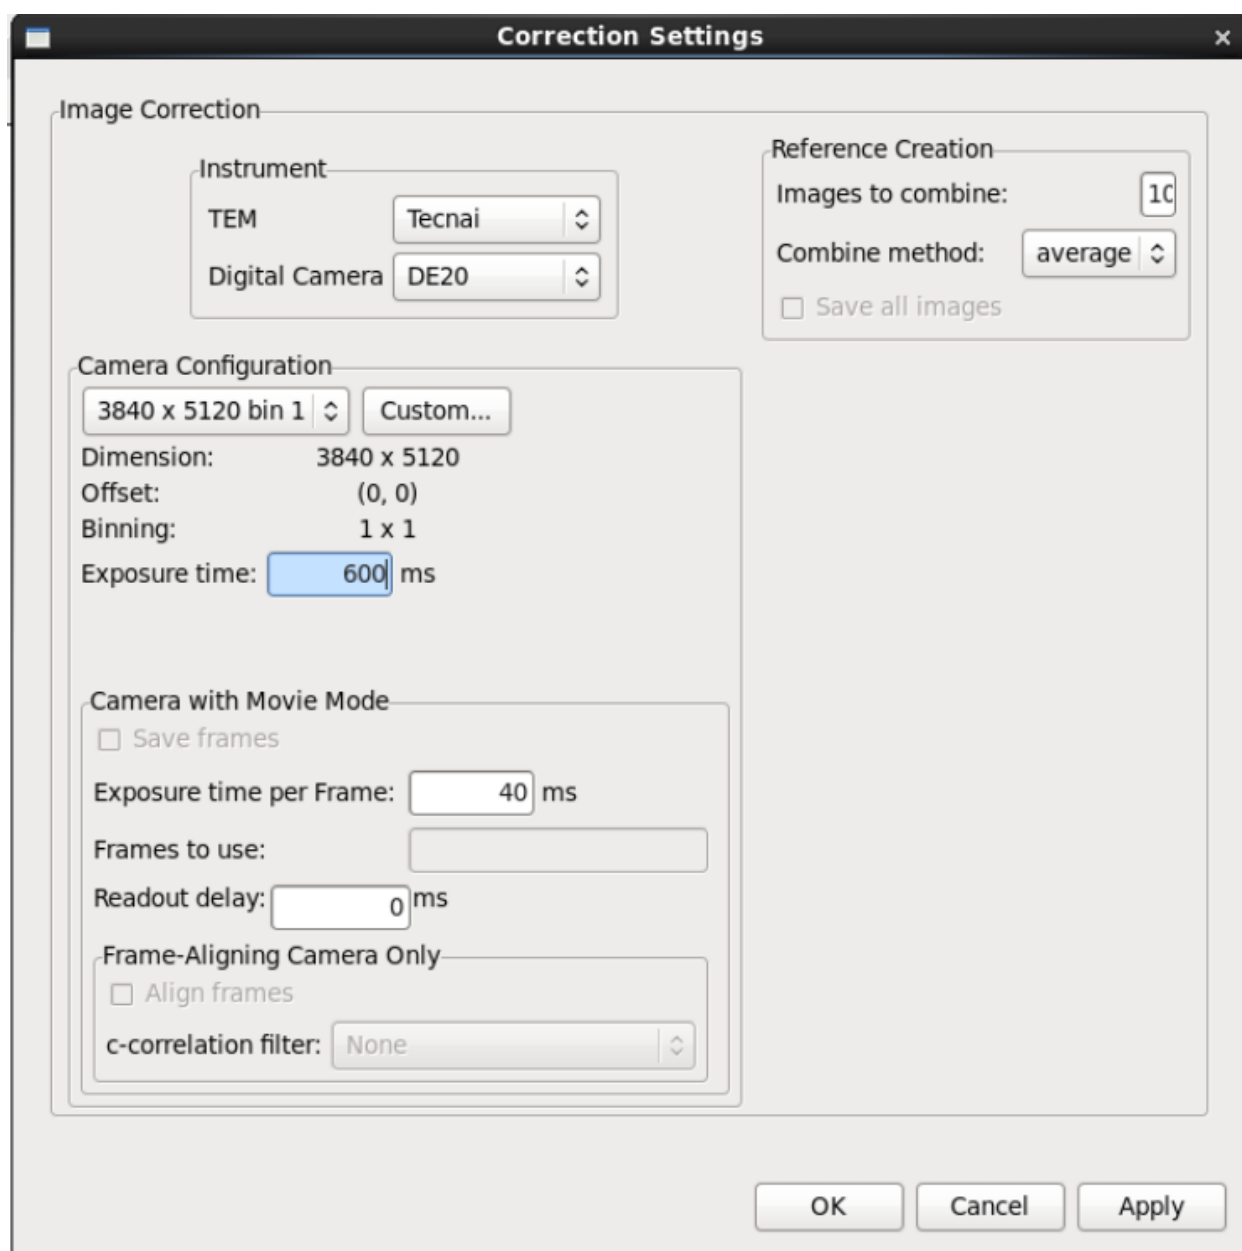 Correction Settings
Image Correction
Instrument
TEM Tecnai
Digital Camera DE20
Reference Creation
Images to combine: 10
Combine method: average
Save all images
Camera Configuration
3840 x 5120 bin 1 Custom...
Dimension: 3840 x 5120
Offset: (0, 0)
Binning: 1 x 1
Exposure time: 600 ms
Camera with Movie Mode
Save frames
Exposure time per Frame: 40 ms
Frames to use:
Readout delay: 0 ms
Frame-Aligning Camera Only
Align frames
c-correlation filter: None
OK Cancel Apply